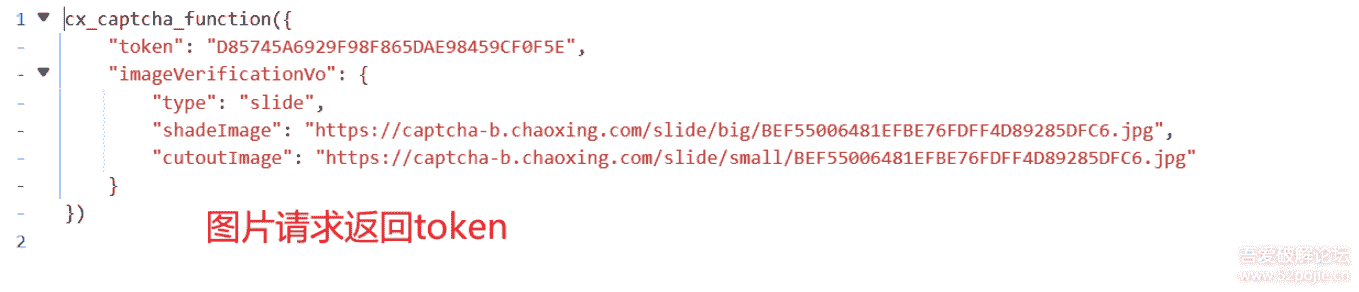 1 cx_captcha_function({
"token": "D85745A6929F98F865DAE98459CF0F5E",
"imageVerificationVo": {
"type": "slide",
"shadeImage": "https://captcha-b.chaoxing.com/slide/big/BEF55006481EFBE76FDFF4D89285DFC6.jpg",
"cutoutImage": "https://captcha-b.chaoxing.com/slide/small/BEF55006481EFBE76FDFF4D89285DFC6.jpg"
}
})
2
图片请求返回token
吾爱破解论坛
www.52pojie.cn